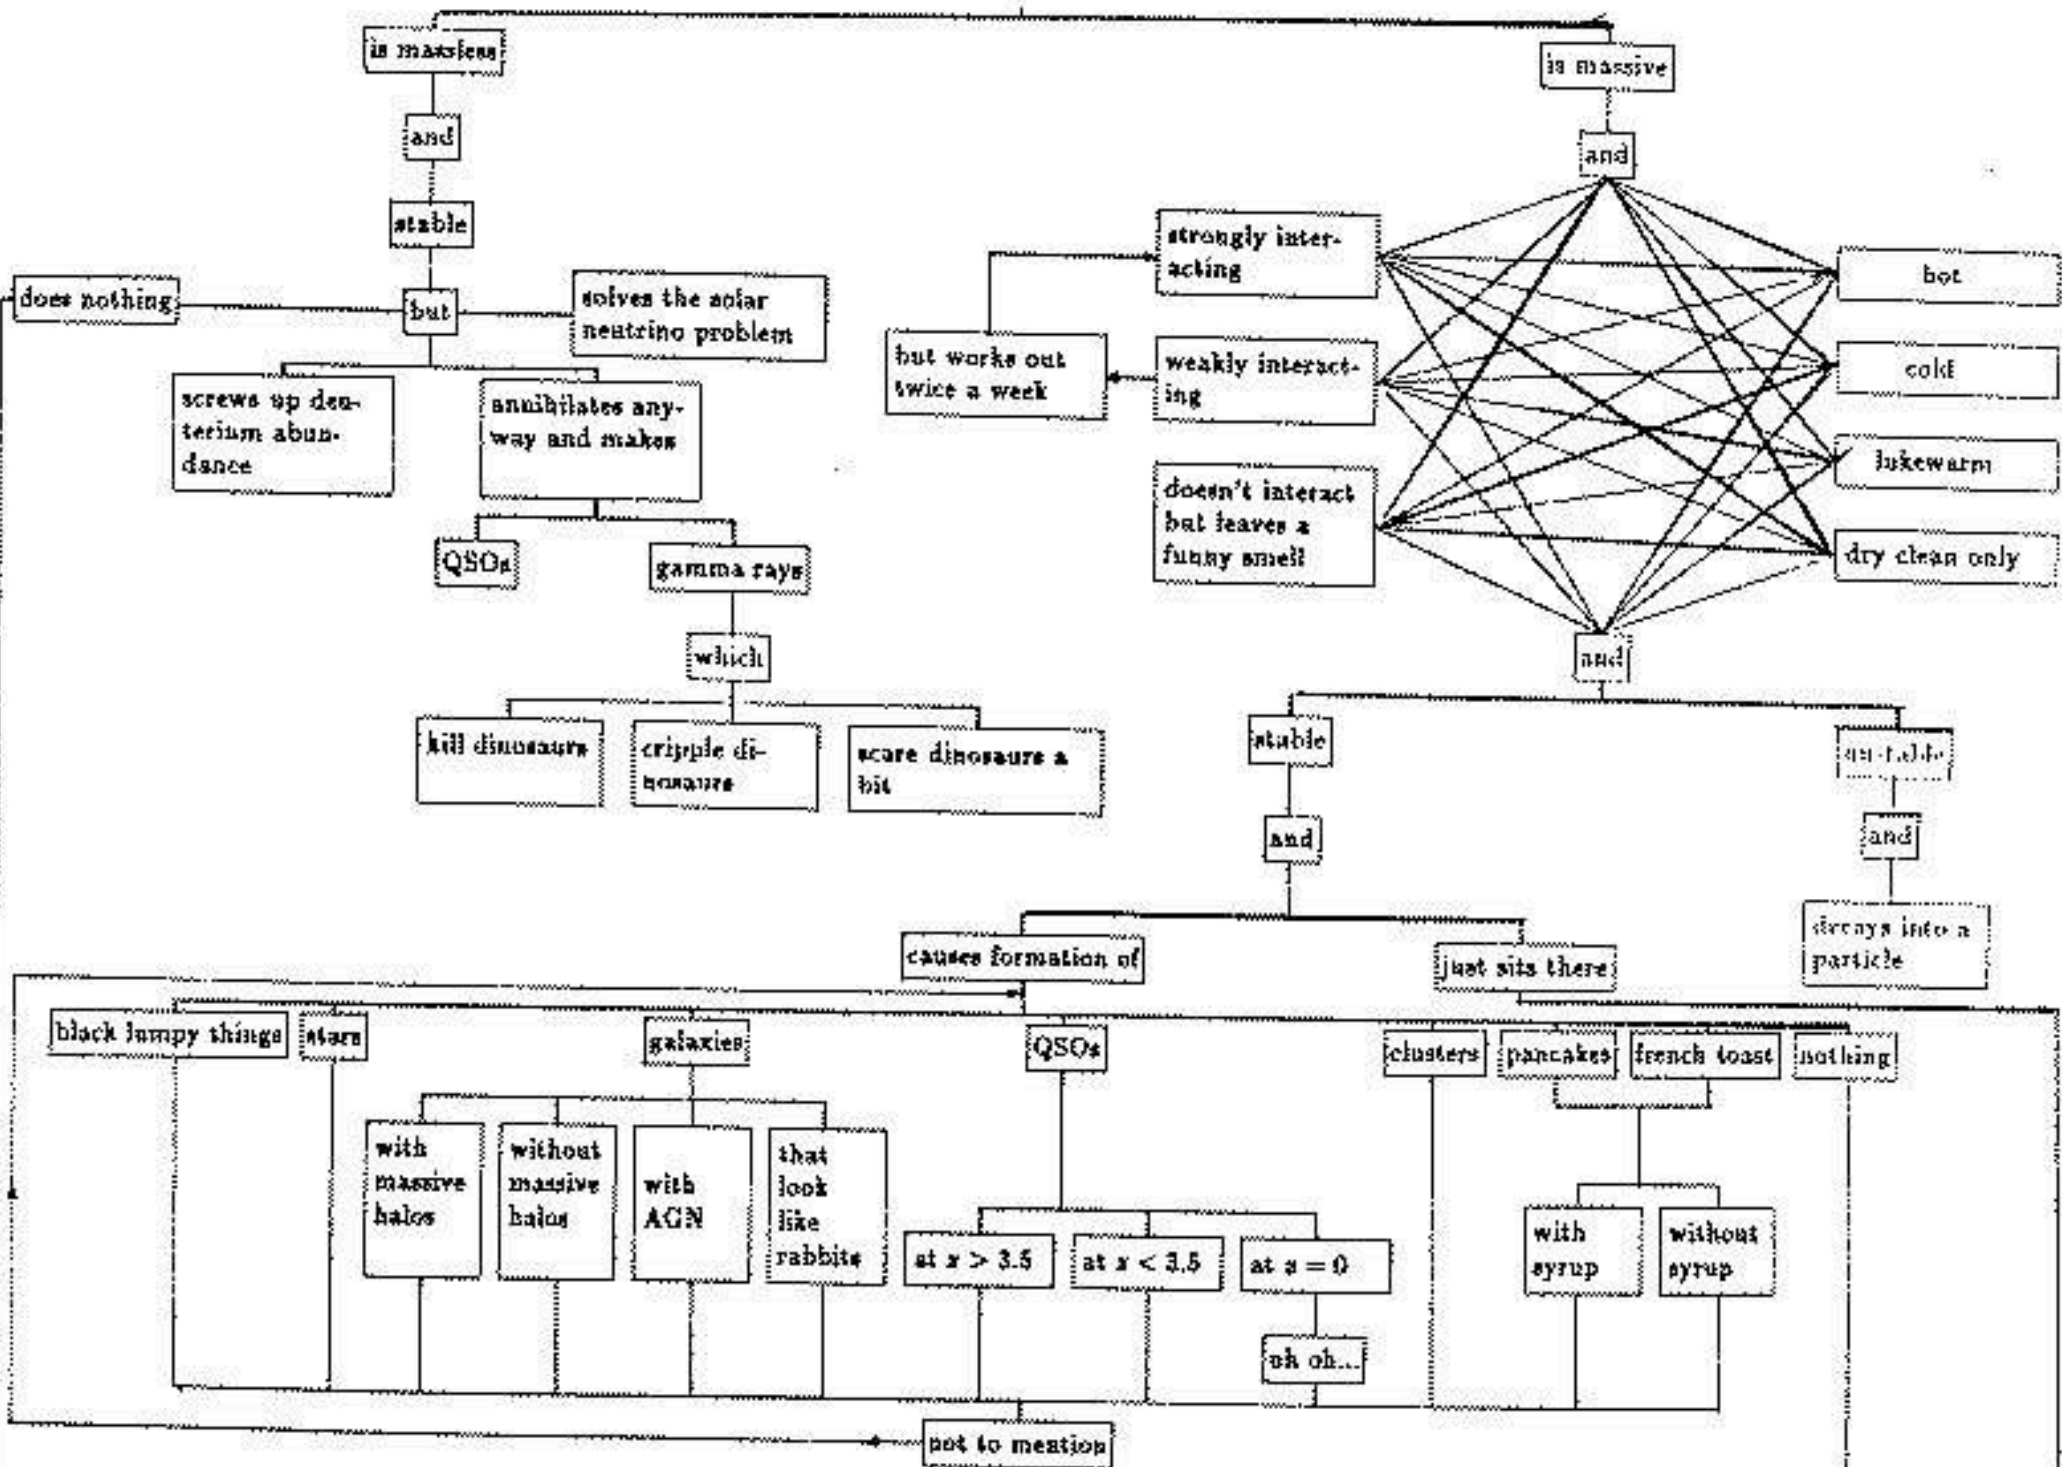 is massless
is massive
and
and
stable
strongly inter-
acting
hot
does nothing
but
solves the solar
neutrino problem
but works out
twice a week
weakly interact-
ing
cold
screws up deu-
terium abun-
dance
annihilates any-
way and makes
lukewarm
doesn't interact
but leaves a
funny smell
dry clean only
QSOs
gamma rays
which
and
kill dinosaurs
cripple di-
nosaurs
scare dinosaurs a
bit
stable
unstable
and
and
causes formation of
just sits there
decays into a
particle
black lumpy things
stars
galaxies
QSOs
clusters
pancakes
french toast
nothing
with
massive
halos
without
massive
halos
with
AGN
that
look
like
rabbits
at z > 3.5
at z < 3.5
at z = 0
with
syrup
without
syrup
uh oh...
not to mention